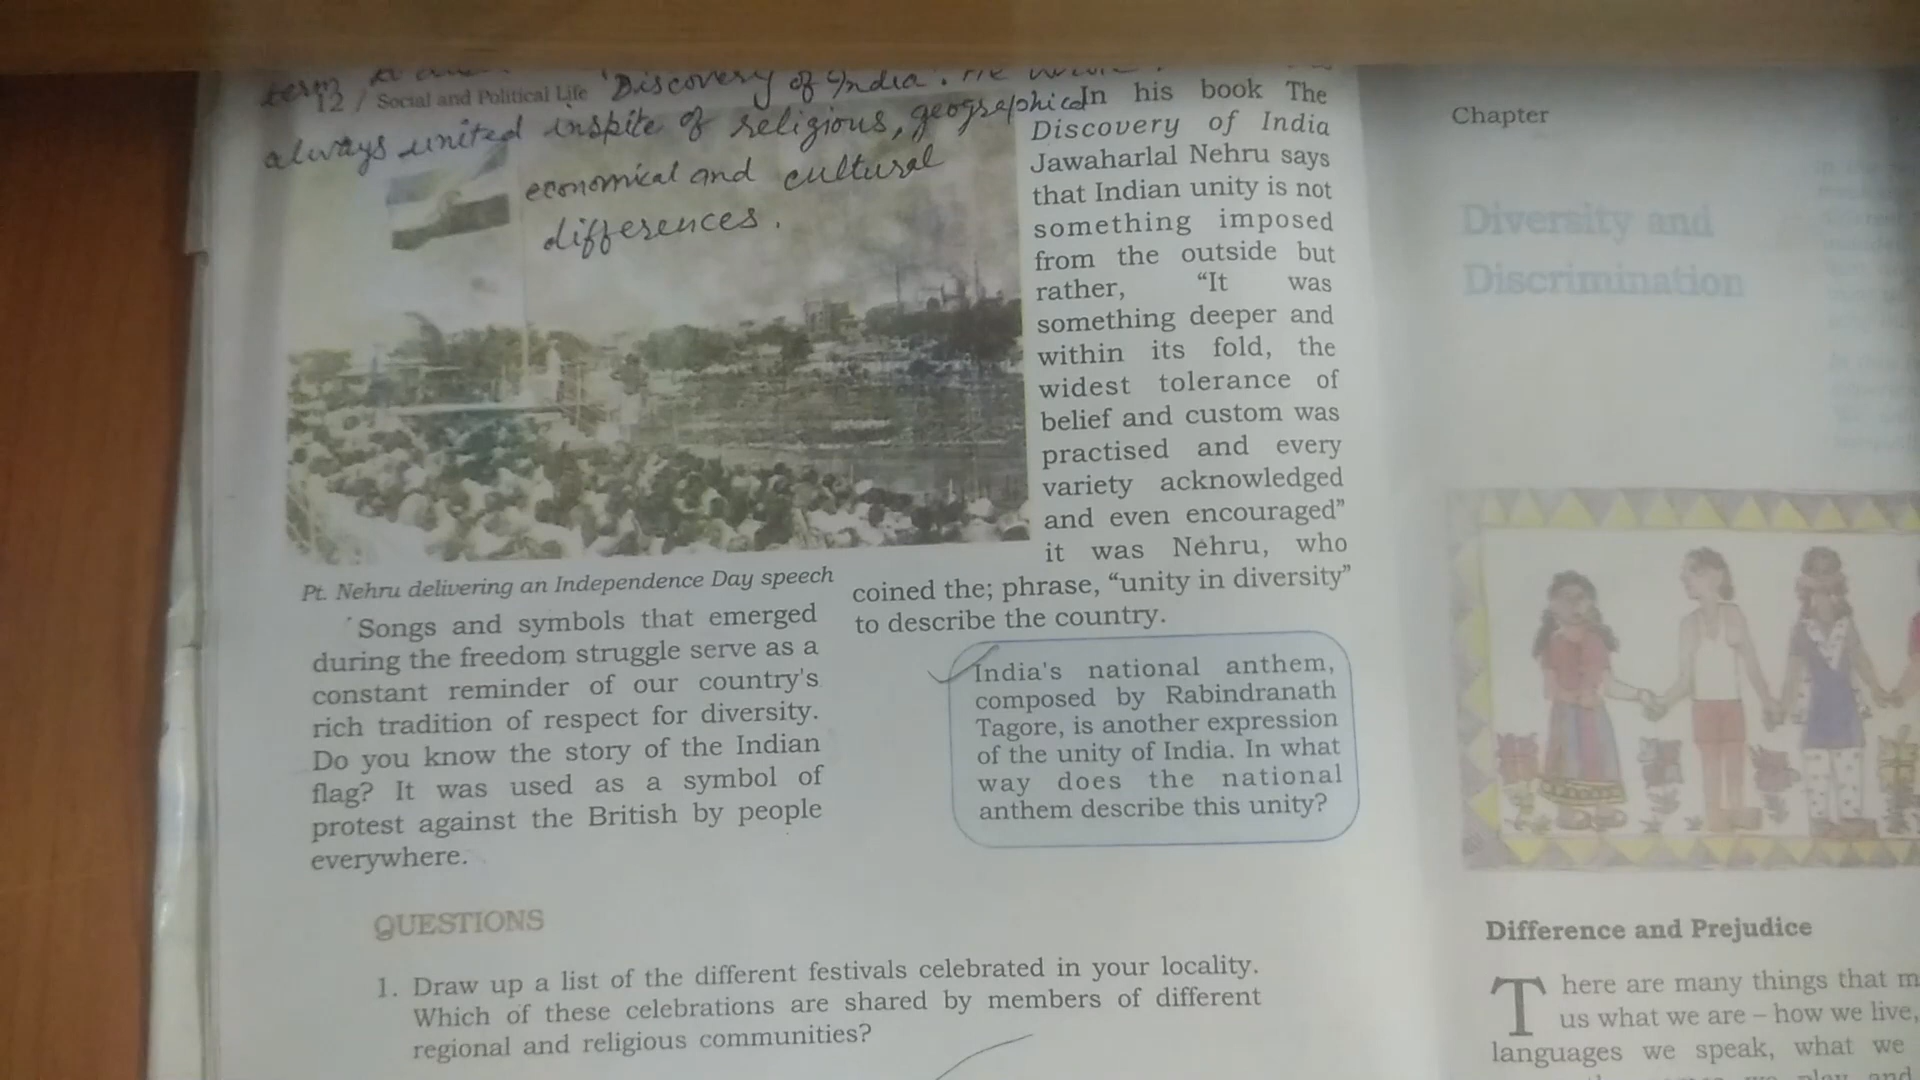 term 'Discovery of India'.
12 / Social and Political Life
always united inspite of religious, geographical
economical and cultural
differences.
In his book The
Discovery of India
Jawaharlal Nehru says
that Indian unity is not
something imposed
from the outside but
rather, “It was
something deeper and
within its fold, the
widest tolerance of
belief and custom was
practised and every
variety acknowledged
and even encouraged”
it was Nehru, who
coined the; phrase, “unity in diversity”
to describe the country.
Pt. Nehru delivering an Independence Day speech
Songs and symbols that emerged
during the freedom struggle serve as a
constant reminder of our country's
rich tradition of respect for diversity.
Do you know the story of the Indian
flag? It was used as a symbol of
protest against the British by people
everywhere.
India's national anthem,
composed by Rabindranath
Tagore, is another expression
of the unity of India. In what
way does the national
anthem describe this unity?
QUESTIONS
1. Draw up a list of the different festivals celebrated in your locality.
Which of these celebrations are shared by members of different
regional and religious communities?
Chapter
Diversity and
Discrimination
Difference and Prejudice
There are many things that
us what we are – how we live,
languages we speak, what we